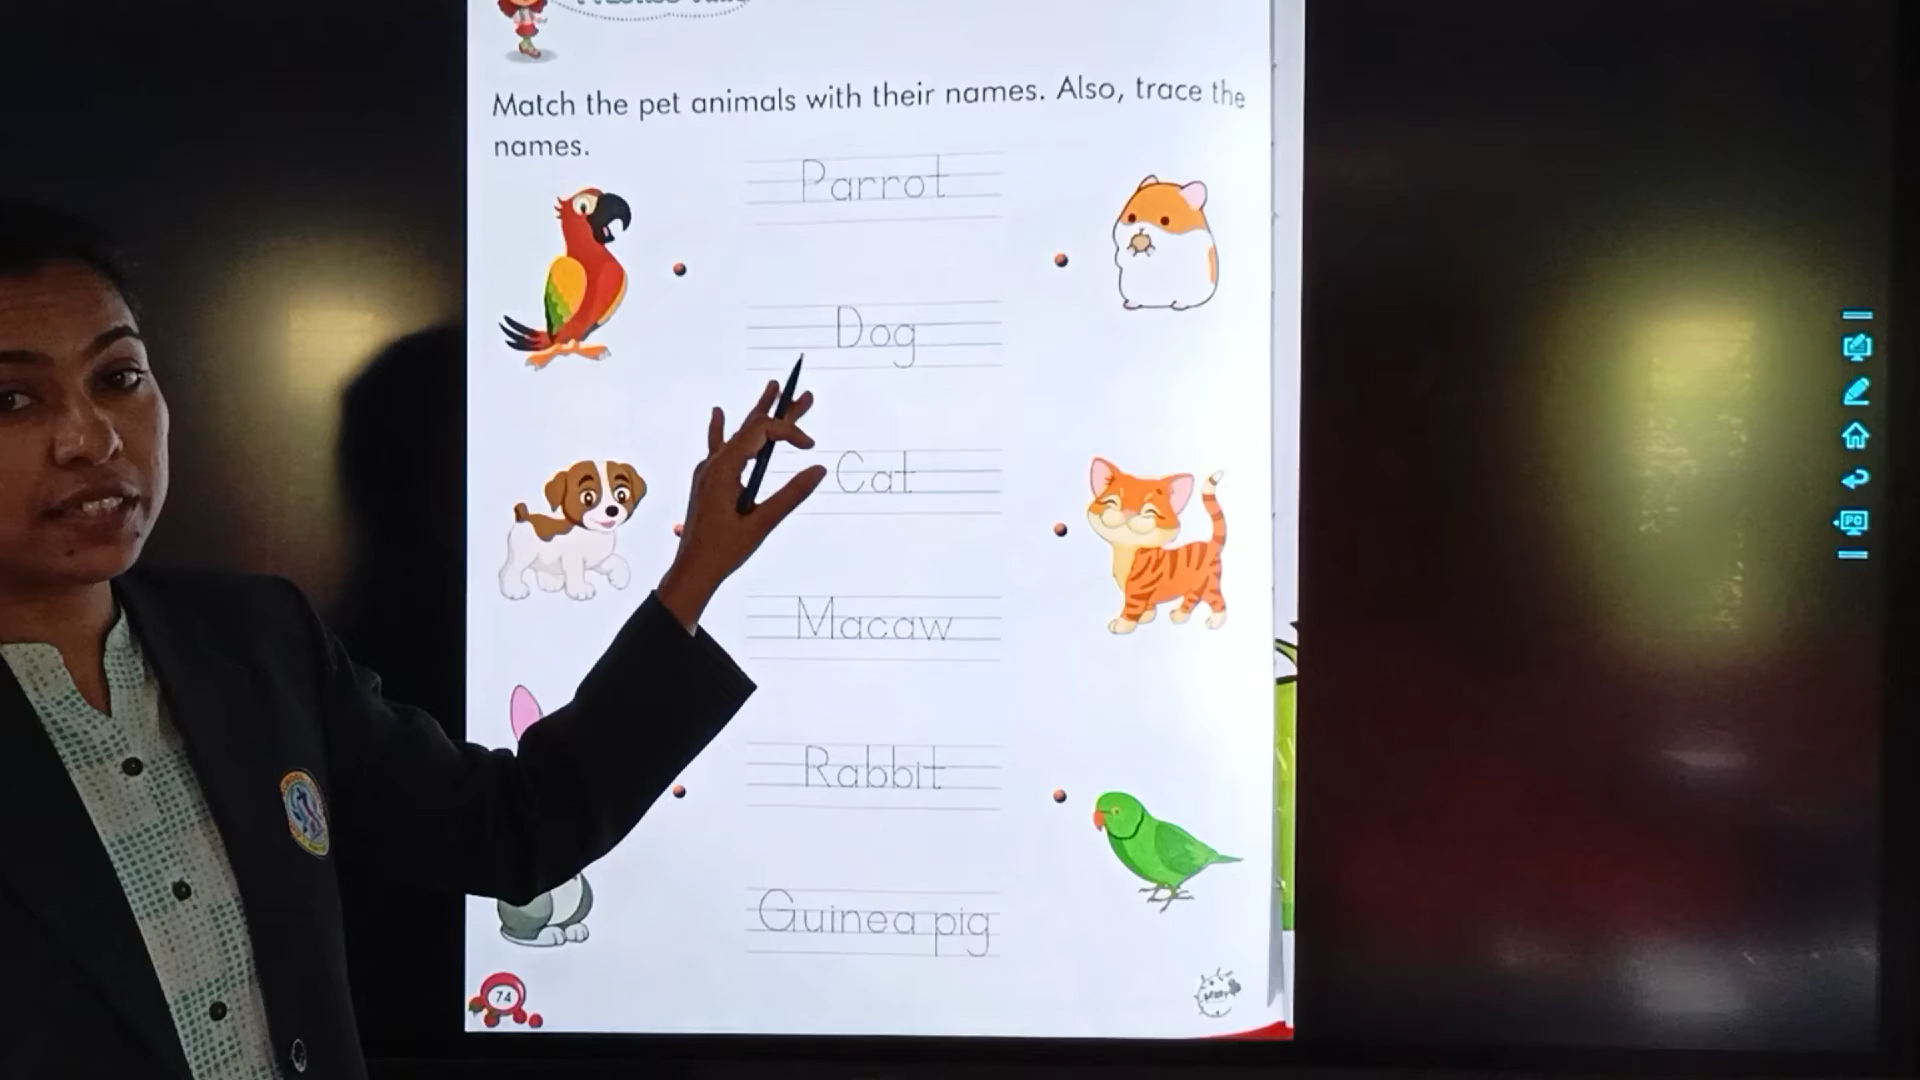 Match the pet animals with their names. Also, trace the
names.
Parrot
Dog
Cat
Macaw
Rabbit
Guinea pig
74
PC